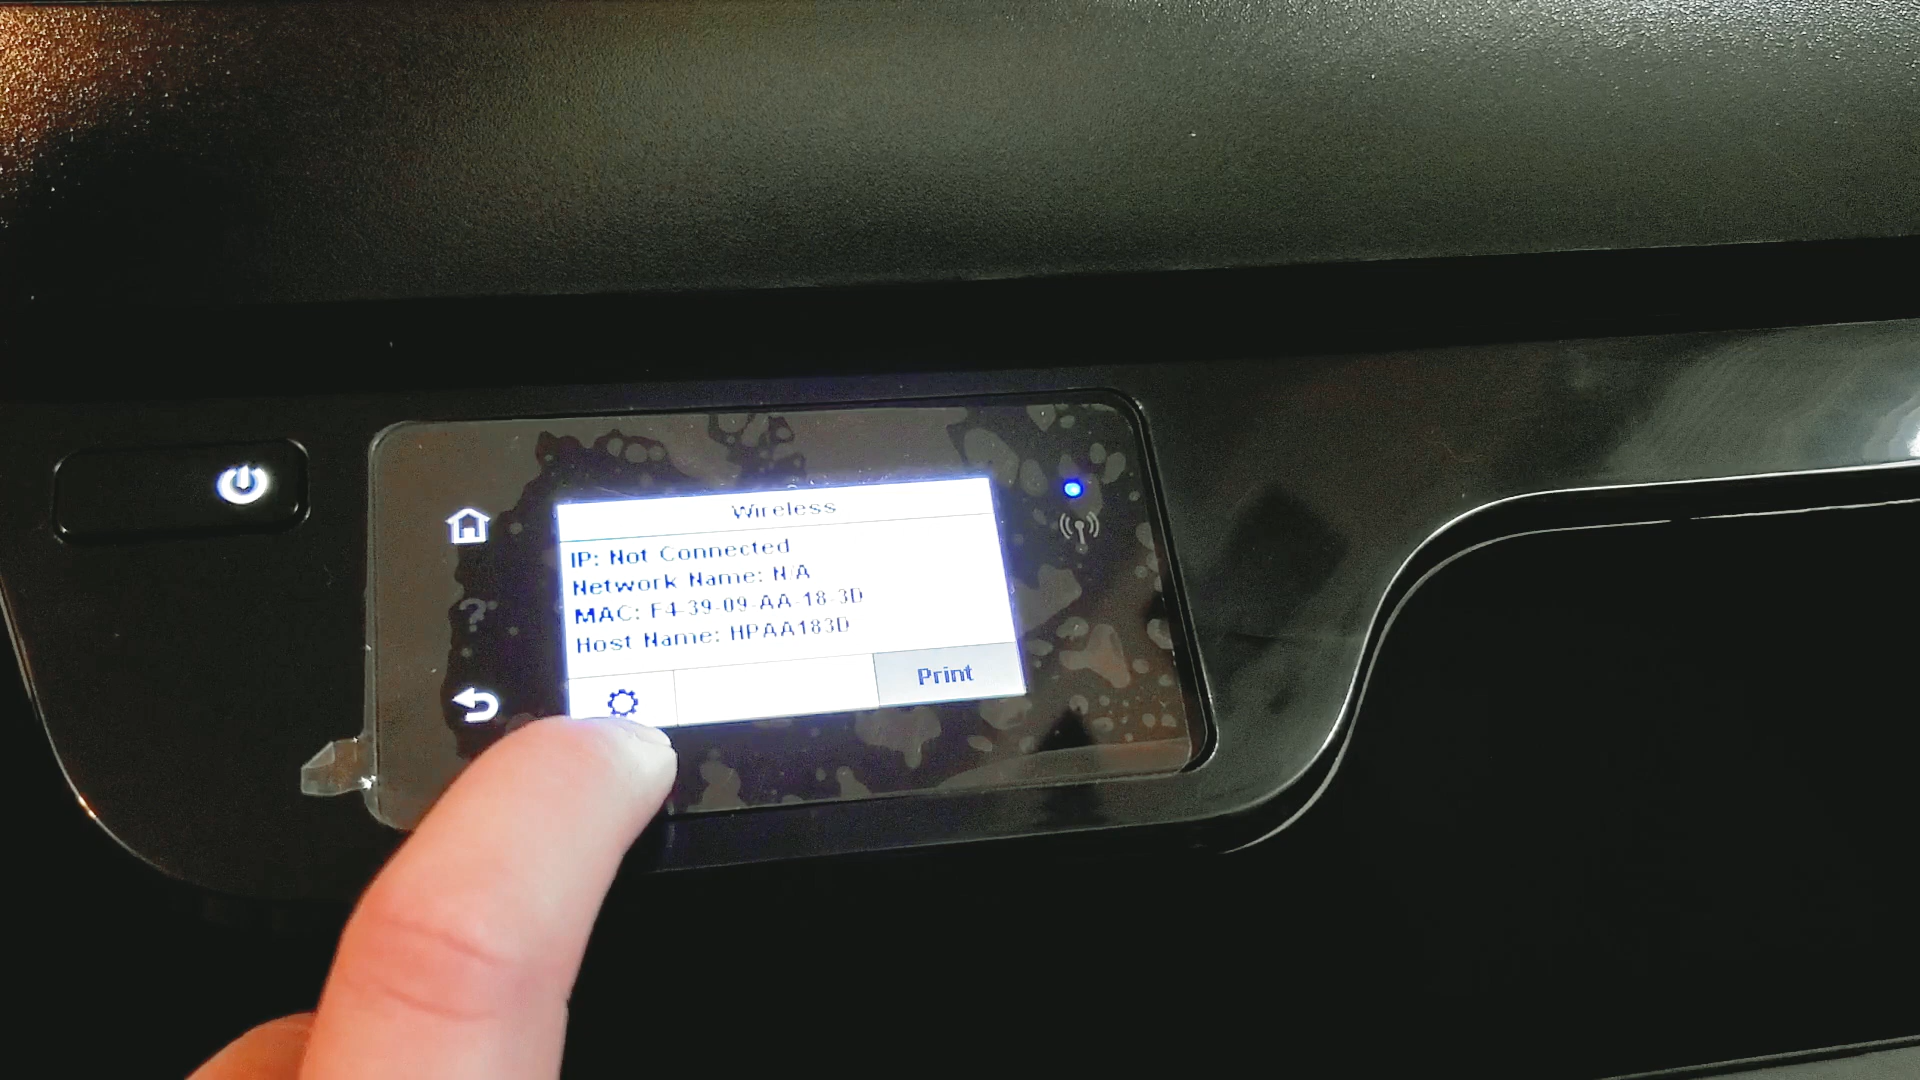 Wireless
IP: Not Connected
Network Name: N/A
MAC: F4-39-09-AA-18-3D
Host Name: HPAA183D
Print
?